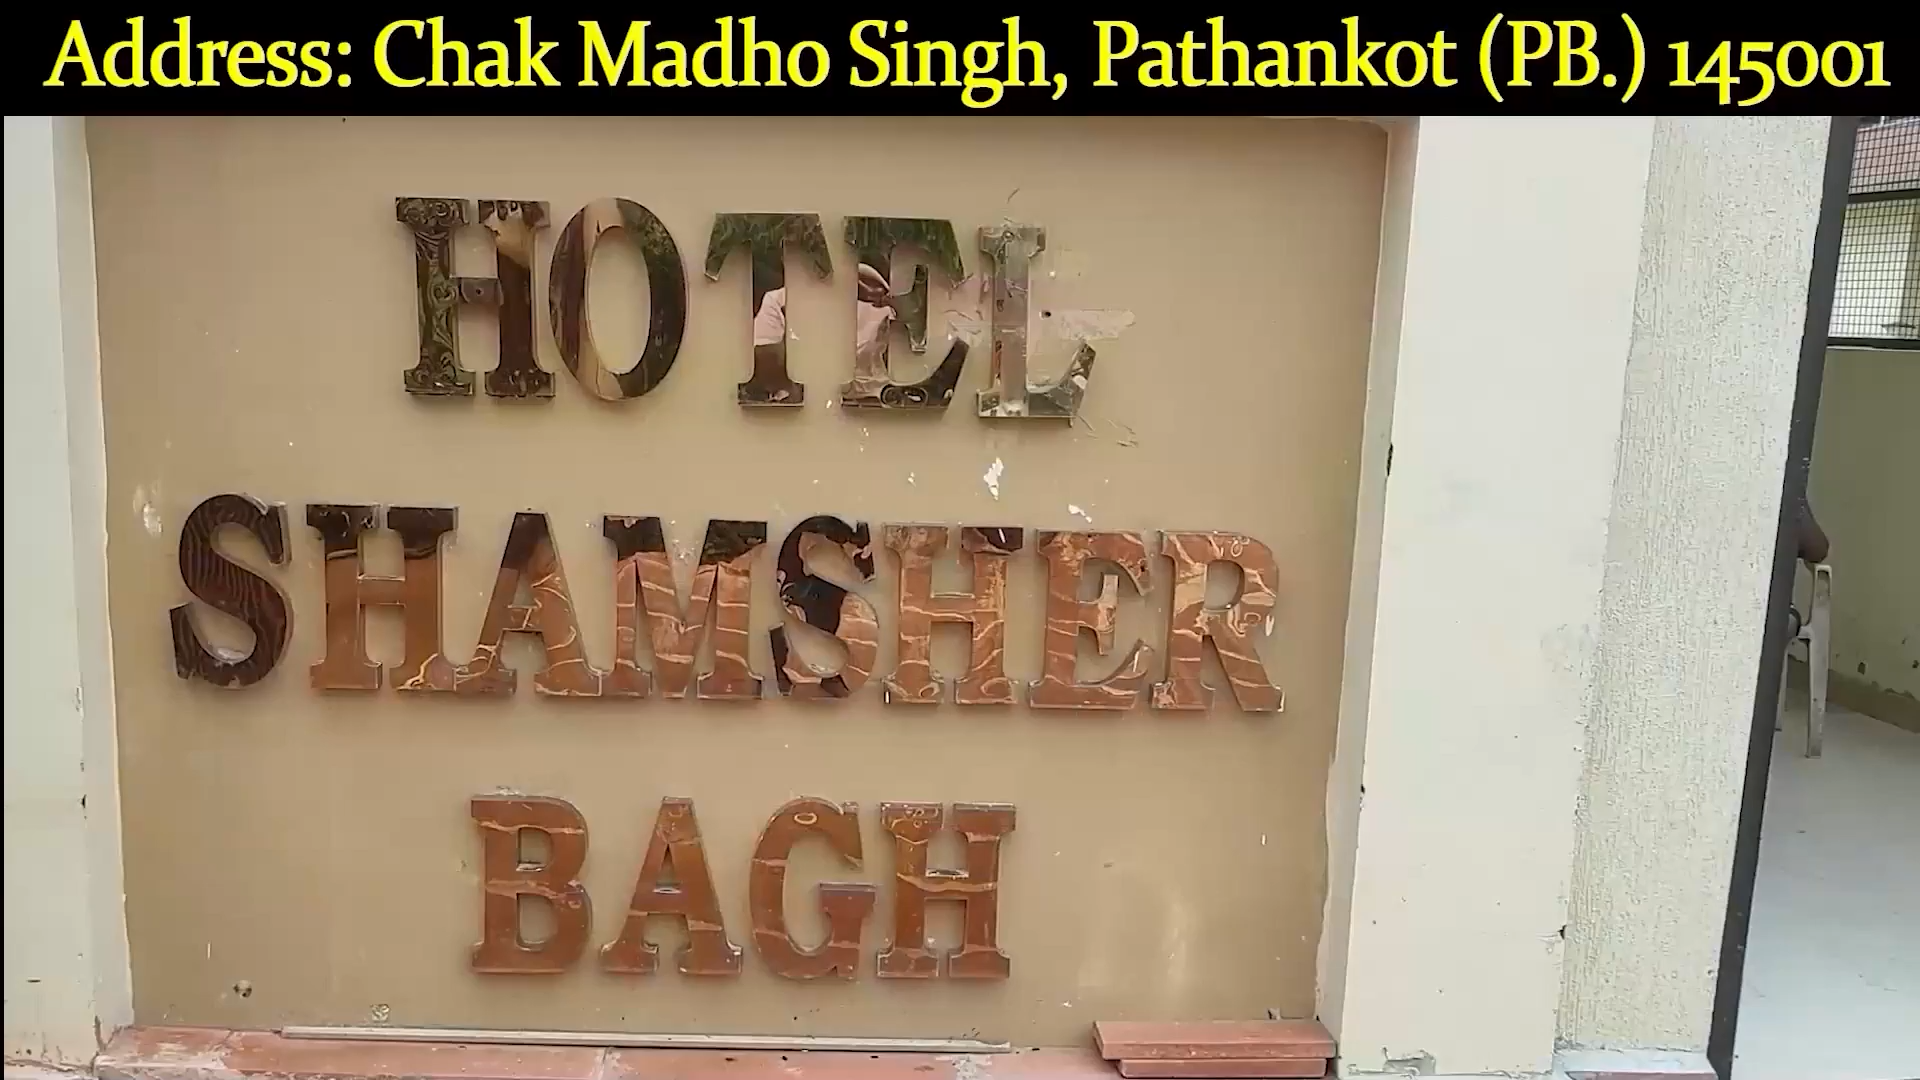 Address: Chak Madho Singh, Pathankot (PB.) 145001
HOTEL
SHAMSHER
BAGH